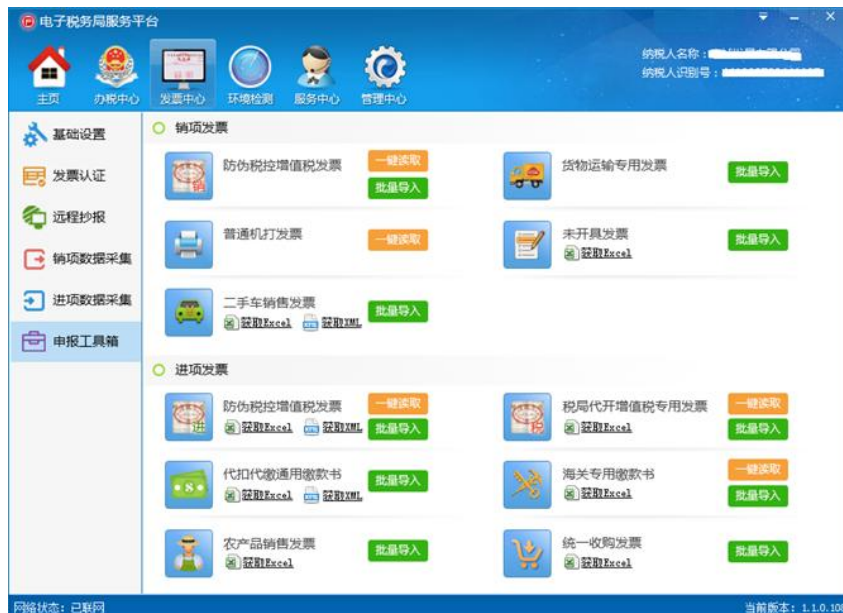 电子税务局服务平台
纳税人名称：
纳税人识别号：
主页 办税中心 发票中心 环境检测 服务中心 管理中心
基础设置
发票认证
远程抄报
销项数据采集
进项数据采集
申报工具箱
销项发票
防伪税控增值税发票 一键读取 批量导入
货物运输专用发票 批量导入
普通机打发票 一键读取
未开具发票 批量导入
获取Excel
二手车销售发票 批量导入
获取Excel 获取XML
进项发票
防伪税控增值税发票 一键读取
获取Excel 获取XML 批量导入
税局代开增值税专用发票 一键读取
获取Excel 批量导入
代扣代缴通用缴款书 批量导入
获取Excel 获取XML
海关专用缴款书 一键读取
获取Excel 批量导入
农产品销售发票 批量导入
获取Excel
统一收购发票 批量导入
获取Excel
网络状态：已联网
当前版本：1.1.0.108